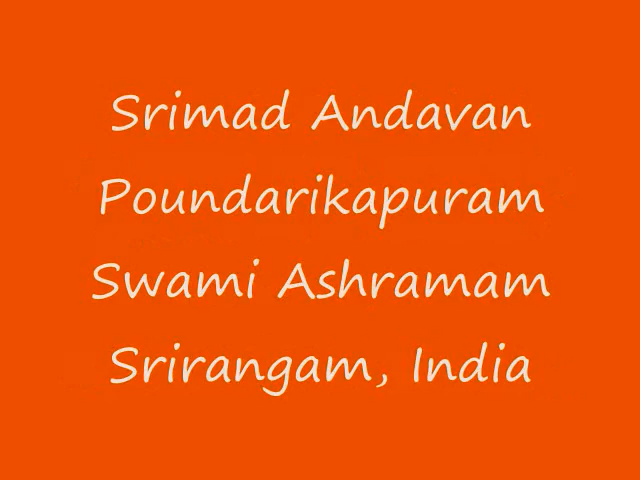 Srimad Andavan
Poundarikapuram
Swami Ashramam
Srirangam, India